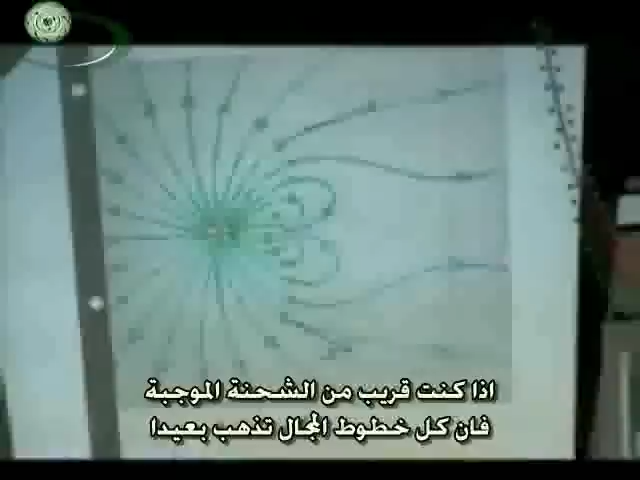 اذا كنت قريب من الشحنة الموجبة
فان كل خطوط المجال تذهب بعيدا